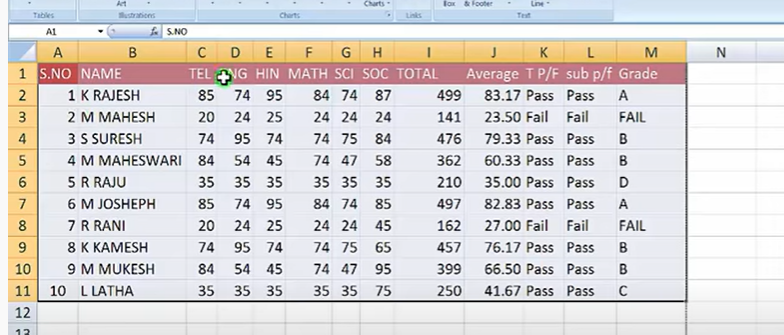 Art
Charts
Box & Footer
Line
Tables
Illustrations
Charts
Links
Text
A1
fx
S.NO
A B C D E F G H I J K L M N
1 S.NO NAME TEL NG HIN MATH SCI SOC TOTAL Average T P/F sub p/f Grade
2 1 K RAJESH 85 74 95 84 74 87 499 83.17 Pass Pass A
3 2 M MAHESH 20 24 25 24 24 24 141 23.50 Fail Fail FAIL
4 3 S SURESH 74 95 74 74 75 84 476 79.33 Pass Pass B
5 4 M MAHESWARI 84 54 45 74 47 58 362 60.33 Pass Pass B
6 5 R RAJU 35 35 35 35 35 35 210 35.00 Pass Pass D
7 6 M JOSHEPH 85 74 95 84 74 85 497 82.83 Pass Pass A
8 7 R RANI 20 24 25 24 24 45 162 27.00 Fail Fail FAIL
9 8 K KAMESH 74 95 74 74 75 65 457 76.17 Pass Pass B
10 9 M MUKESH 84 54 45 74 47 95 399 66.50 Pass Pass B
11 10 L LATHA 35 35 35 35 35 75 250 41.67 Pass Pass C
12
13